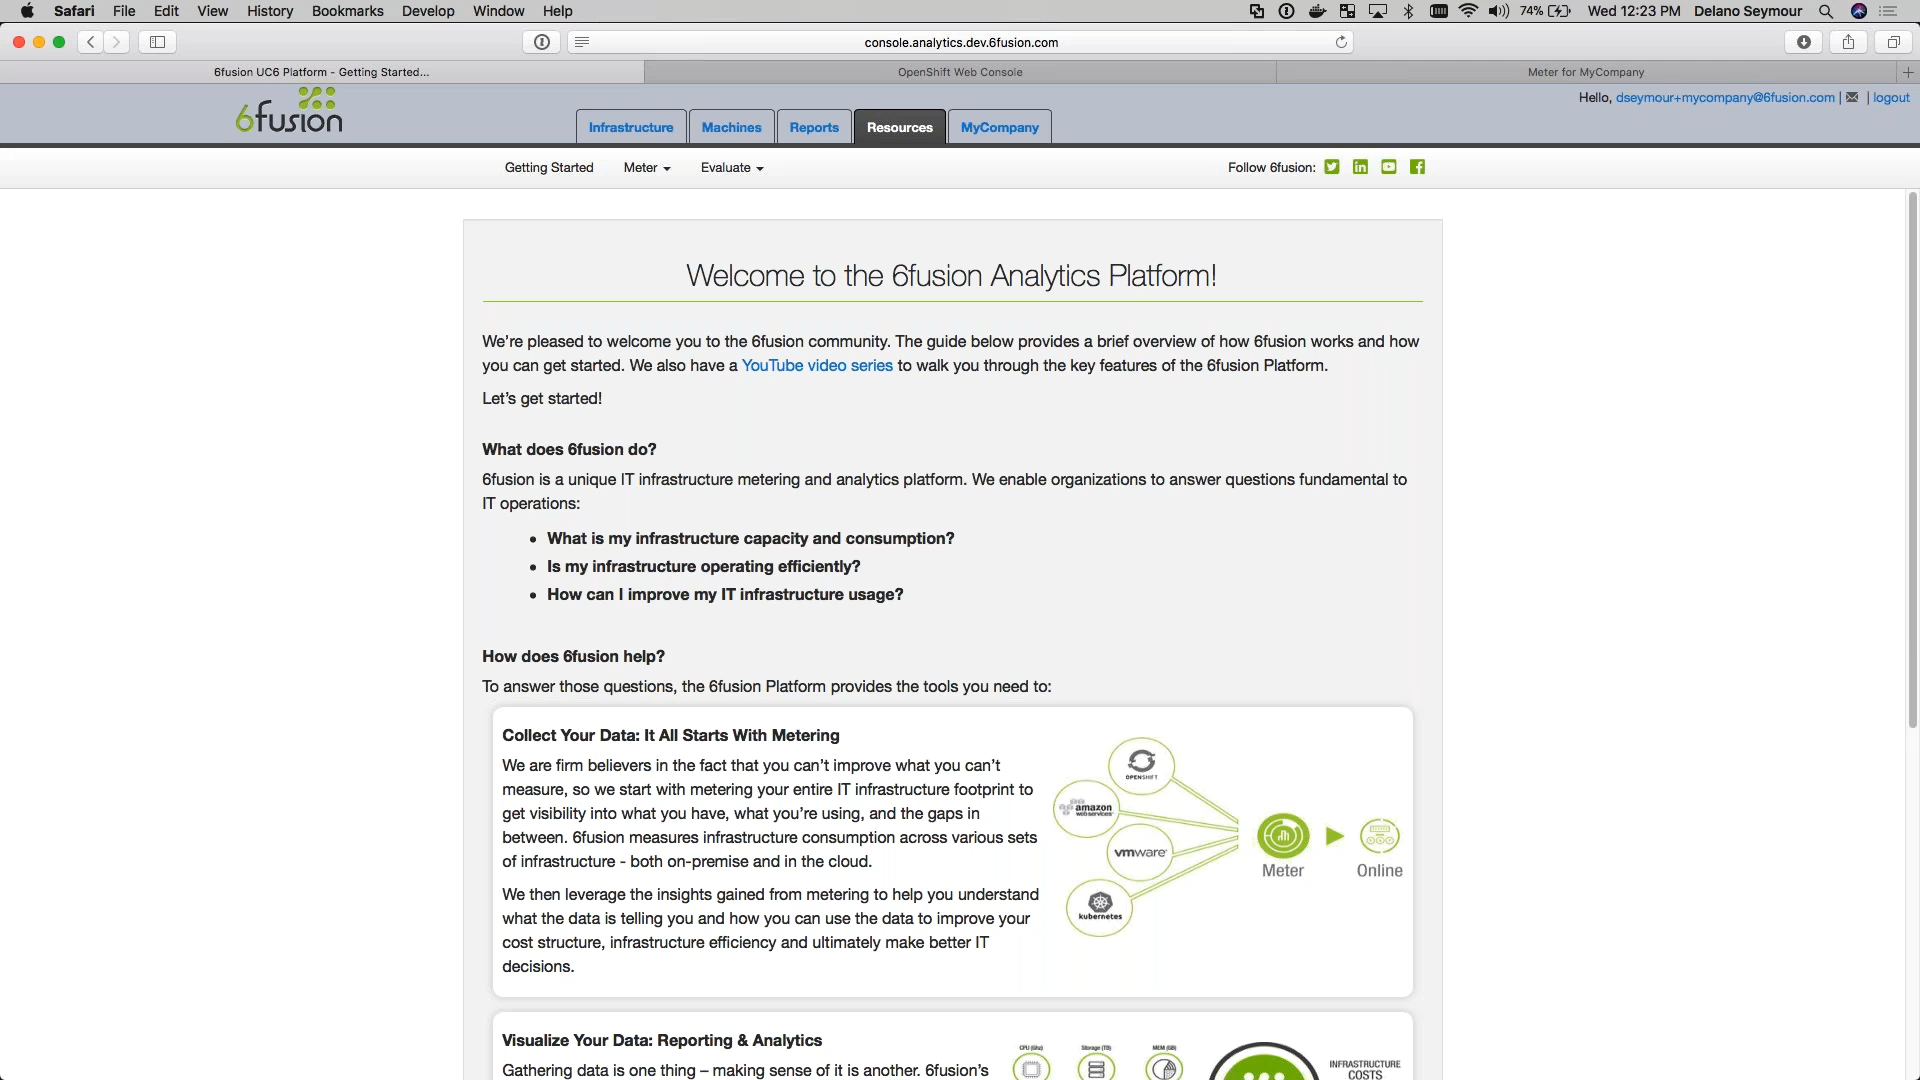 Safari File Edit View History Bookmarks Develop Window Help 74% Wed 12:23 PM Delano Seymour
console.analytics.dev.6fusion.com
6fusion UC6 Platform - Getting Started... OpenShift Web Console Meter for MyCompany
6fusion
Hello, dseymour+mycompany@6fusion.com | | logout
Infrastructure Machines Reports Resources MyCompany
Getting Started Meter Evaluate Follow 6fusion:
Welcome to the 6fusion Analytics Platform!
We're pleased to welcome you to the 6fusion community. The guide below provides a brief overview of how 6fusion works and how
you can get started. We also have a YouTube video series to walk you through the key features of the 6fusion Platform.
Let's get started!
What does 6fusion do?
6fusion is a unique IT infrastructure metering and analytics platform. We enable organizations to answer questions fundamental to
IT operations:
• What is my infrastructure capacity and consumption?
• Is my infrastructure operating efficiently?
• How can I improve my IT infrastructure usage?
How does 6fusion help?
To answer those questions, the 6fusion Platform provides the tools you need to:
Collect Your Data: It All Starts With Metering
We are firm believers in the fact that you can't improve what you can't
measure, so we start with metering your entire IT infrastructure footprint to
get visibility into what you have, what you're using, and the gaps in
between. 6fusion measures infrastructure consumption across various sets
of infrastructure - both on-premise and in the cloud.
We then leverage the insights gained from metering to help you understand
what the data is telling you and how you can use the data to improve your
cost structure, infrastructure efficiency and ultimately make better IT
decisions.
OPENSHIFT
amazon
webservices
vmware
kubernetes
Meter Online
Visualize Your Data: Reporting & Analytics
Gathering data is one thing – making sense of it is another. 6fusion's
CPU (Ghz) Storage (TB) MEM (GB)
INFRASTRUCTURE
COSTS